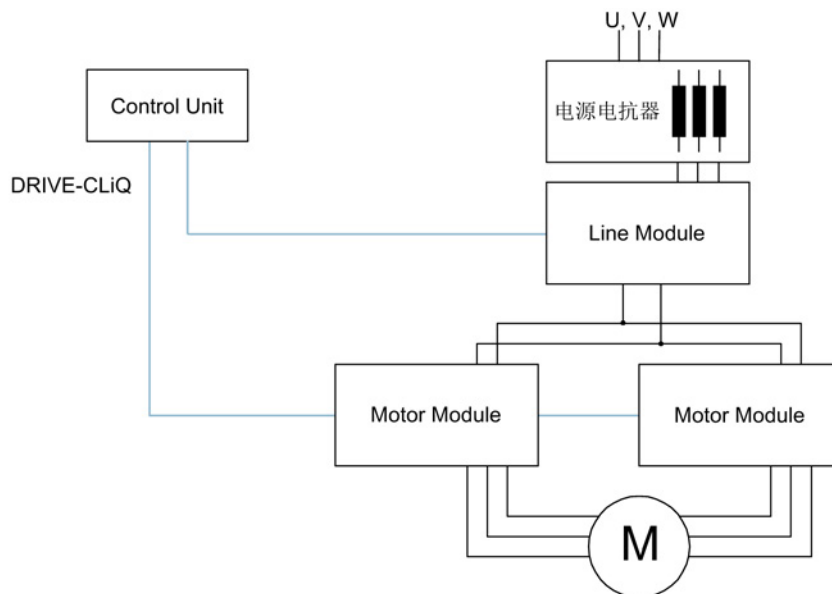 U, V, W
Control Unit
电源电抗器
DRIVE-CLiQ
Line Module
Motor Module
Motor Module
M